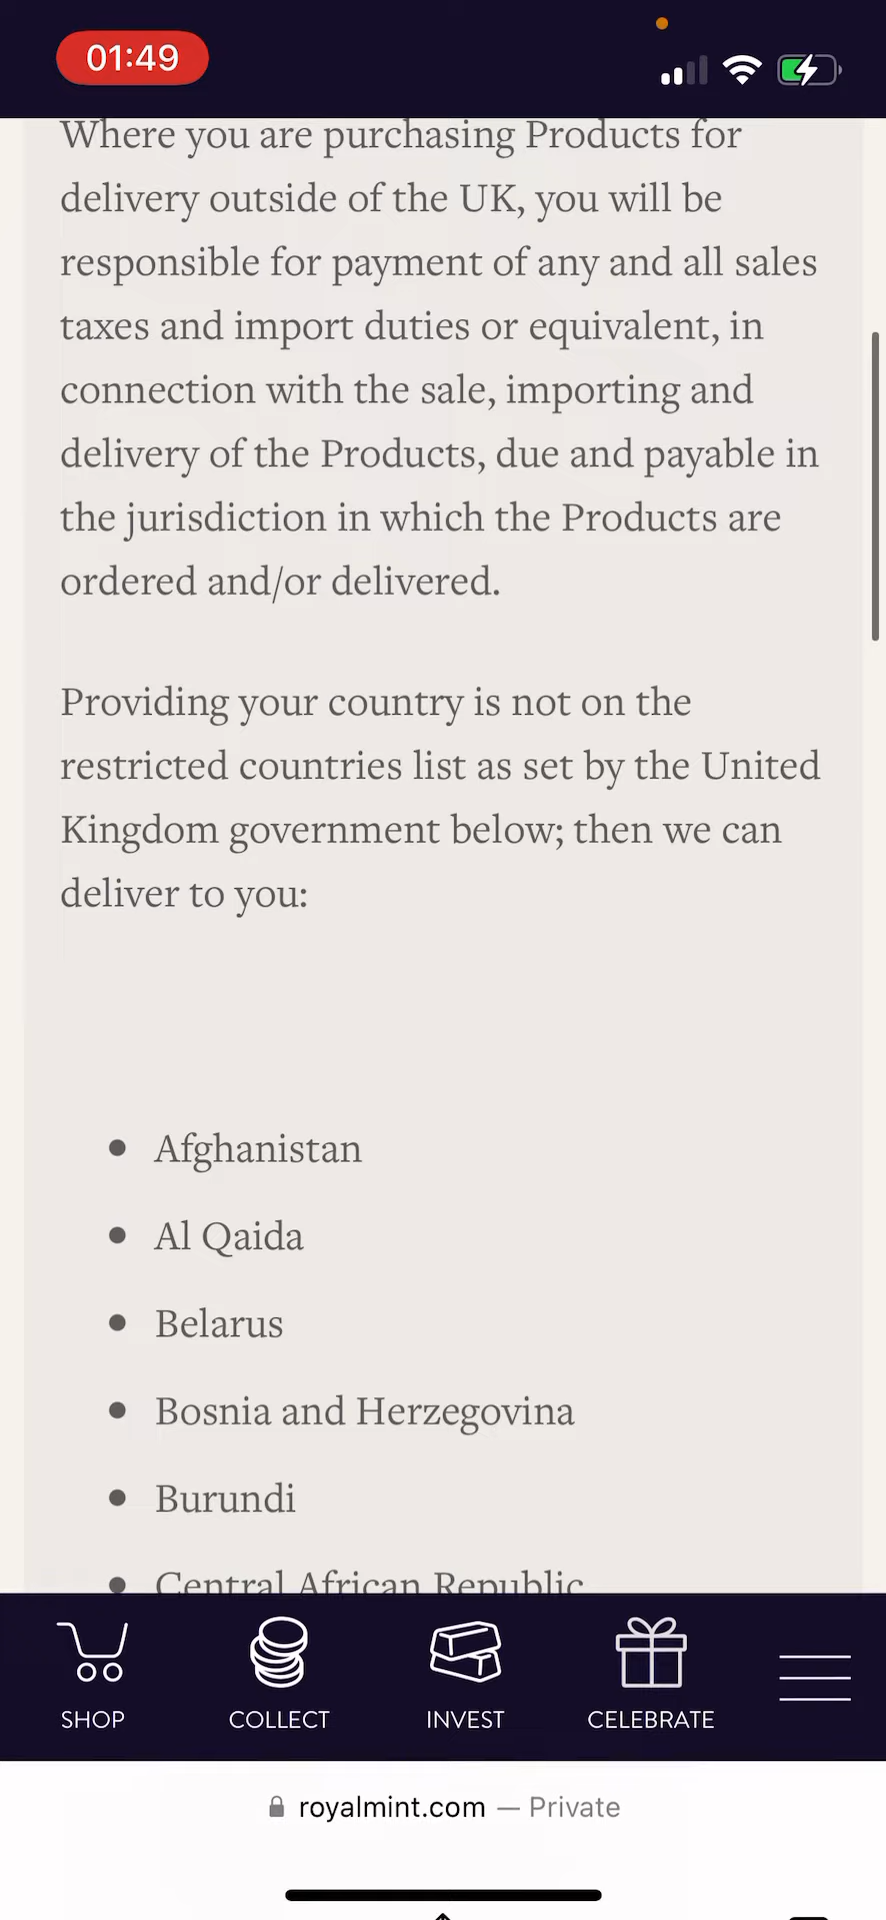 01:49
Where you are purchasing Products for
delivery outside of the UK, you will be
responsible for payment of any and all sales
taxes and import duties or equivalent, in
connection with the sale, importing and
delivery of the Products, due and payable in
the jurisdiction in which the Products are
ordered and/or delivered.
Providing your country is not on the
restricted countries list as set by the United
Kingdom government below; then we can
deliver to you:
• Afghanistan
• Al Qaida
• Belarus
• Bosnia and Herzegovina
• Burundi
• Central African Republic
SHOP COLLECT INVEST CELEBRATE
royalmint.com — Private